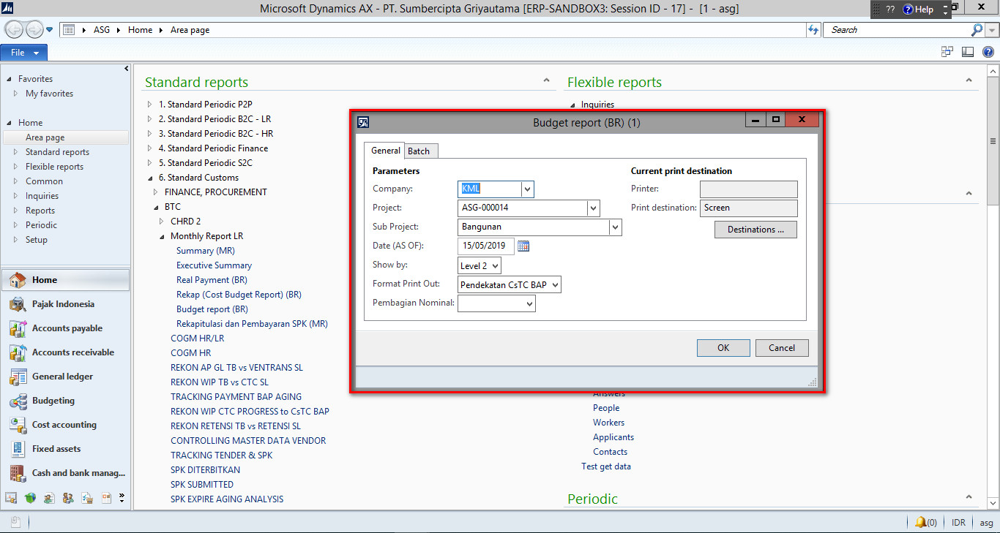 Microsoft Dynamics AX - PT. Sumbercipta Griyautama [ERP-SANDBOX3: Session ID - 17] - [1 - asg]
?? Help
ASG Home Area page
Search
File
Favorites
My favorites
Home
Area page
Standard reports
Flexible reports
Common
Inquiries
Reports
Periodic
Setup
Home
Pajak Indonesia
Accounts payable
Accounts receivable
General ledger
Budgeting
Cost accounting
Fixed assets
Cash and bank manag...
Standard reports
1. Standard Periodic P2P
2. Standard Periodic B2C - LR
3. Standard Periodic B2C - HR
4. Standard Periodic Finance
5. Standard Periodic S2C
6. Standard Customs
FINANCE, PROCUREMENT
BTC
CHRD 2
Monthly Report LR
Summary (MR)
Executive Summary
Real Payment (BR)
Rekap (Cost Budget Report) (BR)
Budget report (BR)
Rekapitulasi dan Pembayaran SPK (MR)
COGM HR/LR
COGM HR
REKON AP GL TB vs VENTRANS SL
REKON WIP TB vs CTC SL
TRACKING PAYMENT BAP AGING
REKON WIP CTC PROGRESS to CsTC BAP
REKON RETENSI TB vs RETENSI SL
CONTROLLING MASTER DATA VENDOR
TRACKING TENDER & SPK
SPK DITERBITKAN
SPK SUBMITTED
SPK EXPIRE AGING ANALYSIS
Flexible reports
Inquiries
Budget report (BR) (1)
General Batch
Parameters
Company: KML
Project: ASG-000014
Sub Project: Bangunan
Date (AS OF): 15/05/2019
Show by: Level 2
Format Print Out: Pendekatan CsTC BAP
Pembagian Nominal:
Current print destination
Printer:
Print destination: Screen
Destinations ...
OK Cancel
Answers
People
Workers
Applicants
Contacts
Test get data
Periodic
(0) IDR asg